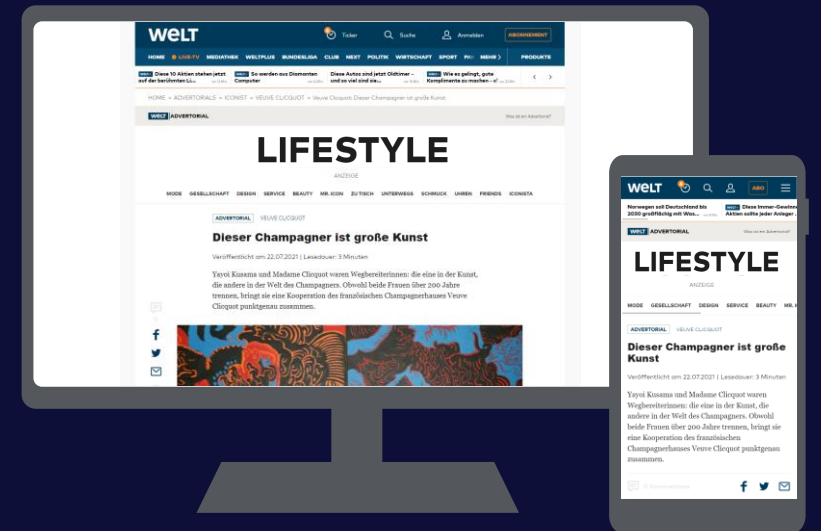 WELT
Ticker Suche Anmelden ABONNEMENT
HOME LIVE-TV MEDIATHEK WELTPLUS BUNDESLIGA CLUB NEXT POLITIK WIRTSCHAFT SPORT MEHR PRODUKTE
Diese 10 Aktien stehen jetzt auf der berühmten
So werden aus Diamanten Computer
Diese Autos sind jetzt Oldtimer – und so viel sind sie...
Wie es gelingt, gute Komplimente zu machen –
HOME » ADVERTORIALS » ICONIST » VEUVE CLICQUOT » Veuve Clicquot: Dieser Champagner ist große Kunst
WELT ADVERTORIAL Was ist ein Advertorial?
LIFESTYLE
ANZEIGE
MODE GESELLSCHAFT DESIGN SERVICE BEAUTY MR. ICON ZU TISCH UNTERWEGS SCHMUCK UHREN FRIENDS ICONISTA
ADVERTORIAL VEUVE CLICQUOT
Dieser Champagner ist große Kunst
Veröffentlicht am 22.07.2021 | Lesedauer: 3 Minuten
Yayoi Kusama und Madame Clicquot waren Wegbereiterinnen: die eine in der Kunst,
die andere in der Welt des Champagners. Obwohl beide Frauen über 200 Jahre
trennen, bringt sie eine Kooperation des französischen Champagnerhauses Veuve
Clicquot punktgenau zusammen.
WELT ABO
Norwegen soll Deutschland bis
2030 großflächig mit Was...
Diese Immer-Gewinn
Aktien sollte jeder Anleger
WELT ADVERTORIAL Was ist ein Advertorial?
LIFESTYLE
ANZEIGE
MODE GESELLSCHAFT DESIGN SERVICE BEAUTY MR. I
ADVERTORIAL VEUVE CLICQUOT
Dieser Champagner ist große
Kunst
Veröffentlicht am 22.07.2021 | Lesedauer: 3 Minuten
Yayoi Kusama und Madame Clicquot waren
Wegbereiterinnen: die eine in der Kunst, die
andere in der Welt des Champagners. Obwohl
beide Frauen über 200 Jahre trennen, bringt sie
eine Kooperation des französischen
Champagnerhauses Veuve Clicquot punktgenau
zusammen.
0 Kommentare